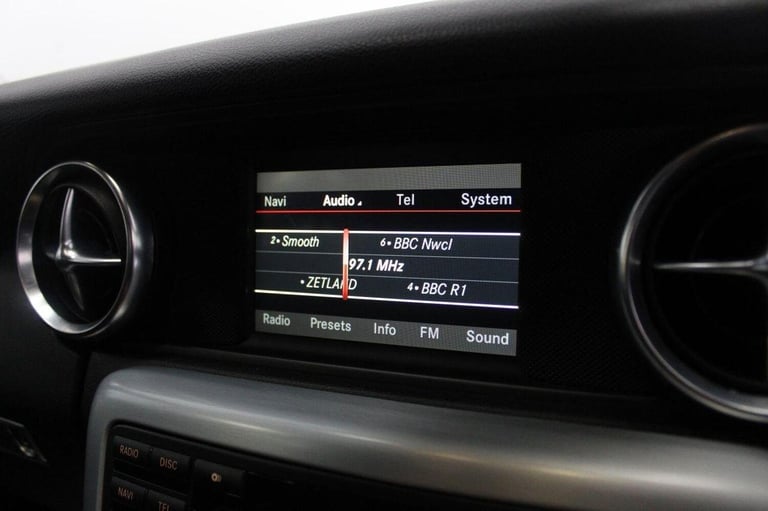 Navi Audio Tel System
2 Smooth 6 BBC Nwcl
97.1 MHz
ZETLAND 4 BBC R1
Radio Presets Info FM Sound
RADIO DISC
NAVI TEL